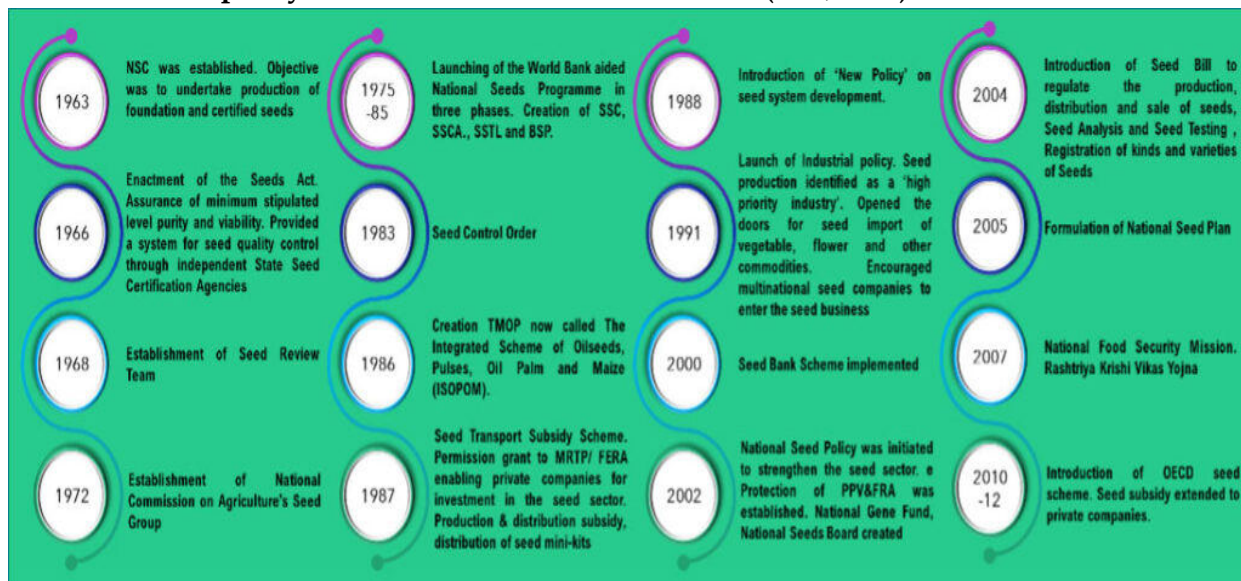 1963
NSC was established. Objective
was to undertake production of
foundation and certified seeds
1966
Enactment of the Seeds Act.
Assurance of minimum stipulated
level purity and viability. Provided
a system for seed quality control
through independent State Seed
Certification Agencies
1968
Establishment of Seed Review
Team
1972
Establishment of National
Commission on Agriculture's Seed
Group
1975
-85
Launching of the World Bank aided
National Seeds Programme in
three phases. Creation of SSC,
SSCA., SSTL and BSP.
1983
Seed Control Order
1986
Creation TMOP now called The
Integrated Scheme of Oilseeds,
Pulses, Oil Palm and Maize
(ISOPOM).
1987
Seed Transport Subsidy Scheme.
Permission grant to MRTP/ FERA
enabling private companies for
investment in the seed sector.
Production & distribution subsidy,
distribution of seed mini-kits
1988
Introduction of 'New Policy' on
seed system development.
1991
Launch of Industrial policy. Seed
production identified as a 'high
priority industry'. Opened the
doors for seed import of
vegetable, flower and other
commodities. Encouraged
multinational seed companies to
enter the seed business
2000
Seed Bank Scheme implemented
2002
National Seed Policy was initiated
to strengthen the seed sector. e
Protection of PPV&FRA was
established. National Gene Fund,
National Seeds Board created
2004
Introduction of Seed Bill to
regulate the production,
distribution and sale of seeds,
Seed Analysis and Seed Testing ,
Registration of kinds and varieties
of Seeds
2005
Formulation of National Seed Plan
2007
National Food Security Mission.
Rashtriya Krishi Vikas Yojna
2010
-12
Introduction of OECD seed
scheme. Seed subsidy extended to
private companies.